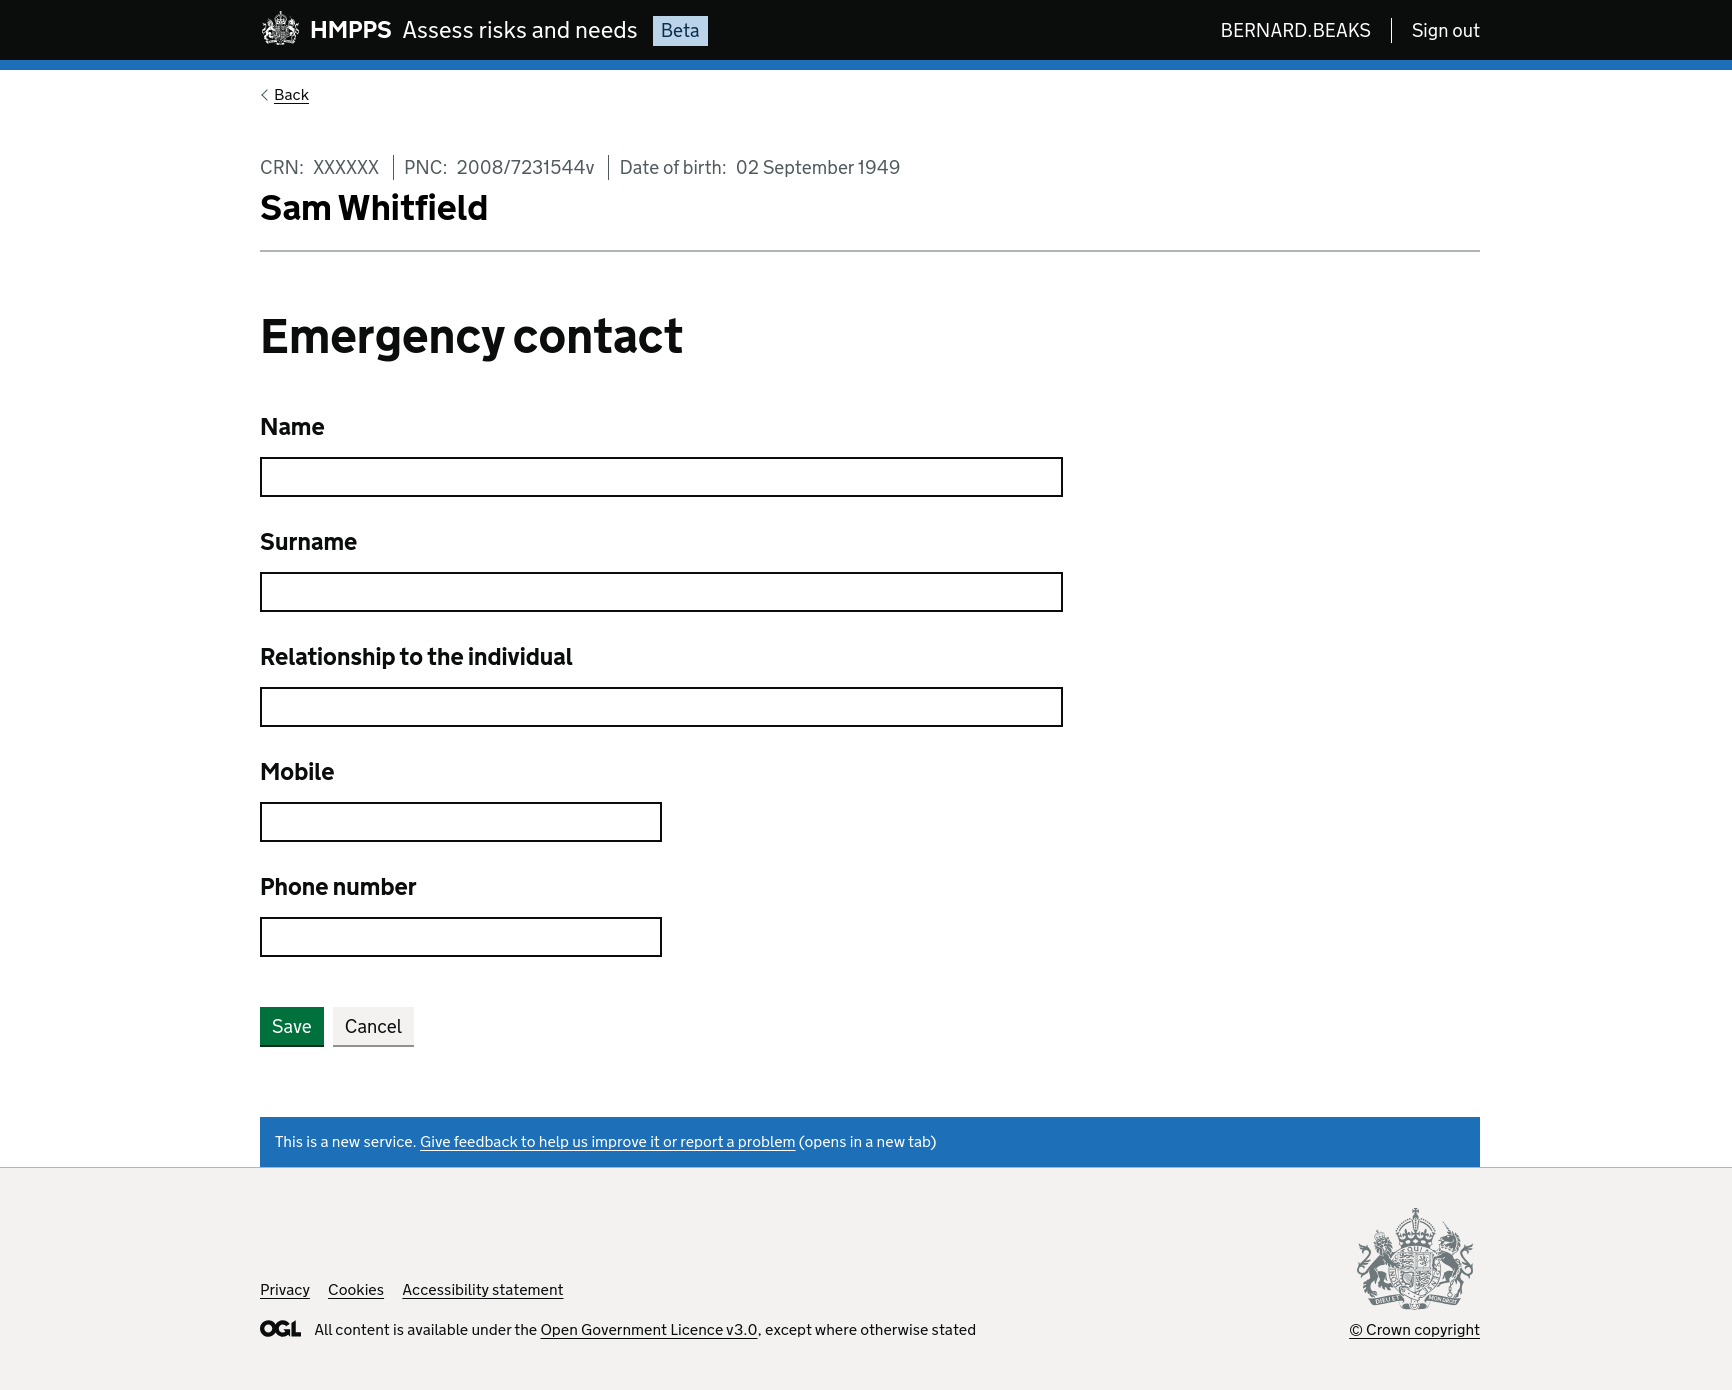 HMPPS Assess risks and needs Beta BERNARD.BEAKS Sign out
Back
CRN: XXXXXX PNC: 2008/7231544v Date of birth: 02 September 1949
Sam Whitfield
Emergency contact
Name
Surname
Relationship to the individual
Mobile
Phone number
Save Cancel
This is a new service. Give feedback to help us improve it or report a problem (opens in a new tab)
Privacy Cookies Accessibility statement
OGL All content is available under the Open Government Licence v3.0, except where otherwise stated
© Crown copyright